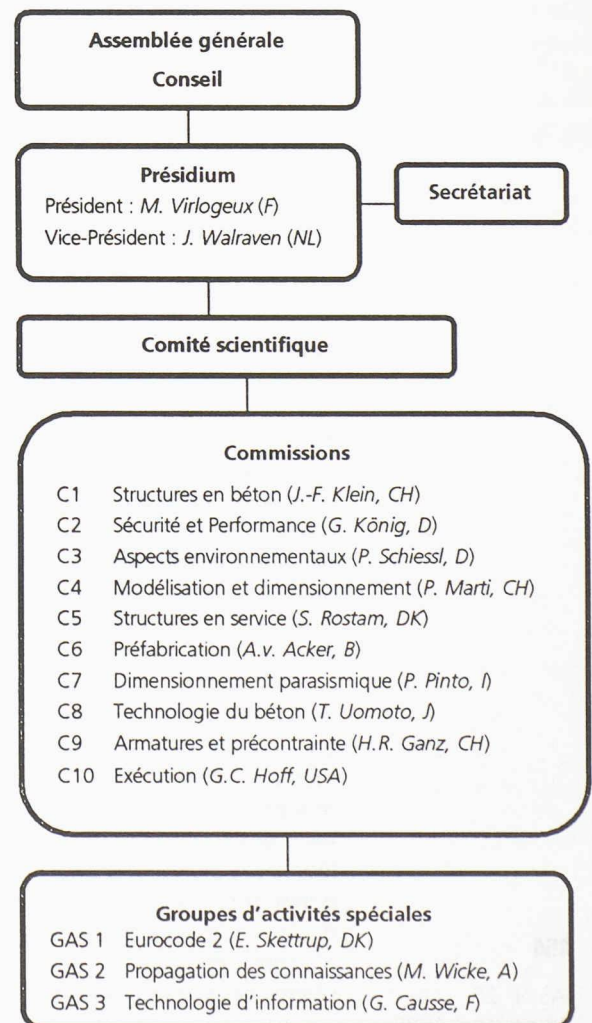 Assemblée générale
Conseil
Présidium
Président : M. Virlogeux (F)
Vice-Président : J. Walraven (NL)
Secrétariat
Comité scientifique
Commissions
C1 Structures en béton (J.-F. Klein, CH)
C2 Sécurité et Performance (G. König, D)
C3 Aspects environnementaux (P. Schiessl, D)
C4 Modélisation et dimensionnement (P. Marti, CH)
C5 Structures en service (S. Rostam, DK)
C6 Préfabrication (A.v. Acker, B)
C7 Dimensionnement parasismique (P. Pinto, I)
C8 Technologie du béton (T. Uomoto, J)
C9 Armatures et précontrainte (H.R. Ganz, CH)
C10 Exécution (G.C. Hoff, USA)
Groupes d'activités spéciales
GAS 1 Eurocode 2 (E. Skettrup, DK)
GAS 2 Propagation des connaissances (M. Wicke, A)
GAS 3 Technologie d'information (G. Causse, F)